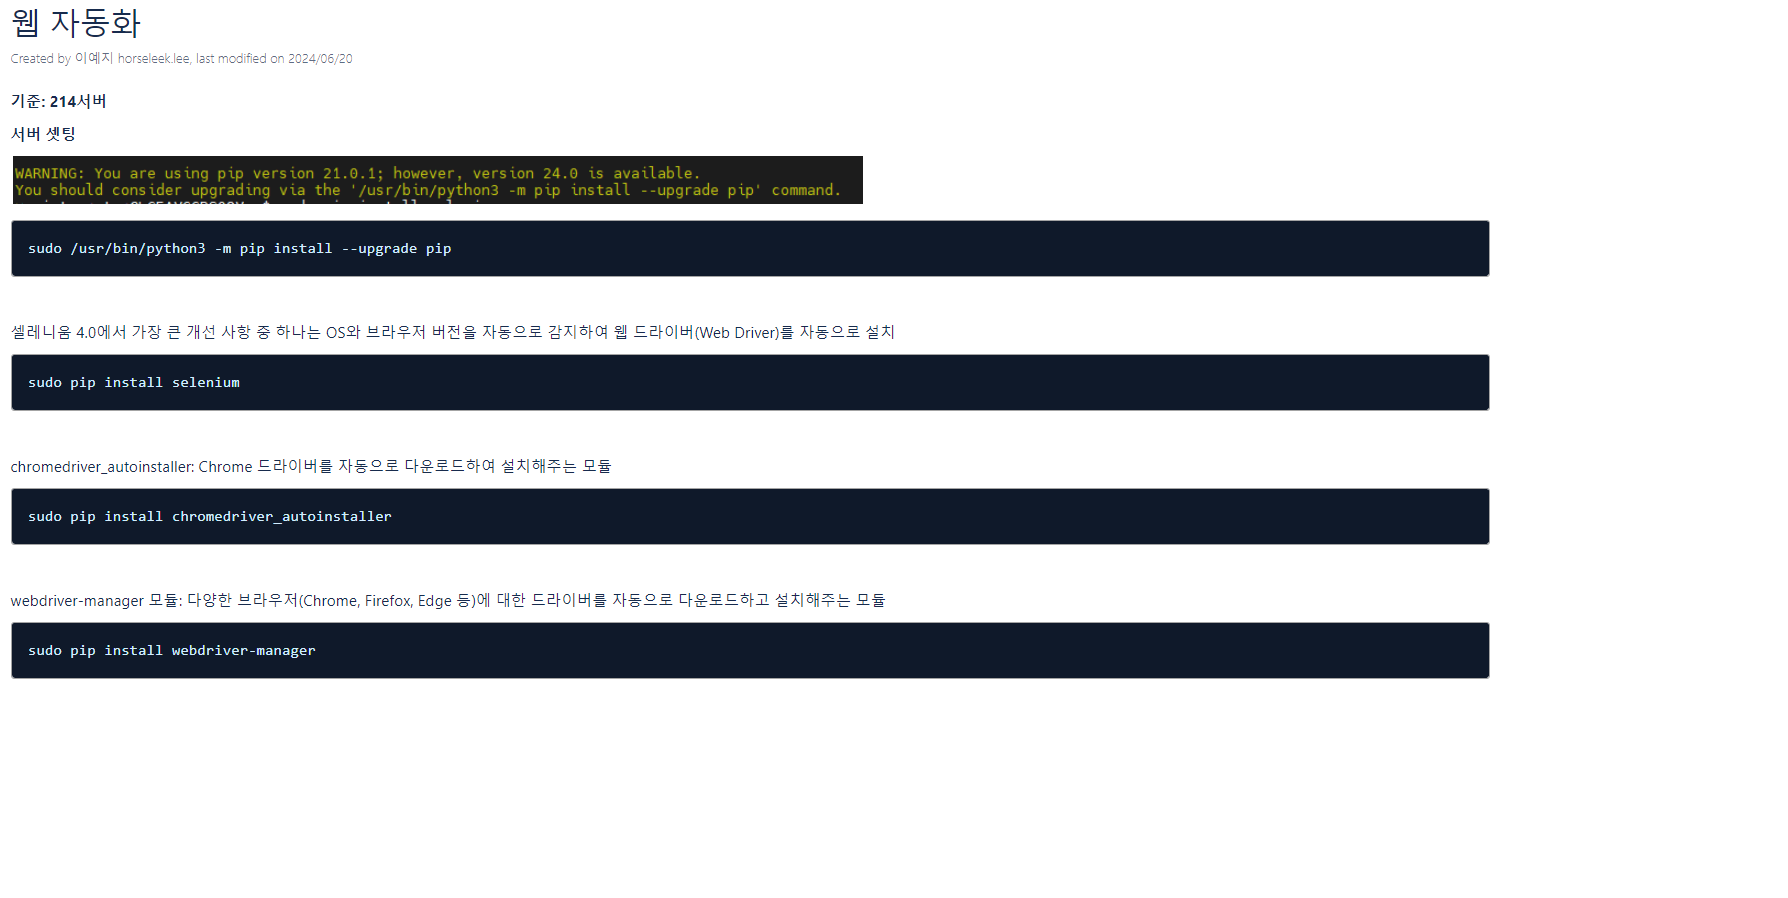 웹 자동화
Created by 이예지 horseleek.lee, last modified on 2024/06/20
기준: 214서버
서버 셋팅
WARNING: You are using pip version 21.0.1; however, version 24.0 is available.
You should consider upgrading via the '/usr/bin/python3 -m pip install --upgrade pip' command.
sudo /usr/bin/python3 -m pip install --upgrade pip
셀레니움 4.0에서 가장 큰 개선 사항 중 하나는 OS와 브라우저 버전을 자동으로 감지하여 웹 드라이버(Web Driver)를 자동으로 설치
sudo pip install selenium
chromedriver_autoinstaller: Chrome 드라이버를 자동으로 다운로드하여 설치해주는 모듈
sudo pip install chromedriver_autoinstaller
webdriver-manager 모듈: 다양한 브라우저(Chrome, Firefox, Edge 등)에 대한 드라이버를 자동으로 다운로드하고 설치해주는 모듈
sudo pip install webdriver-manager